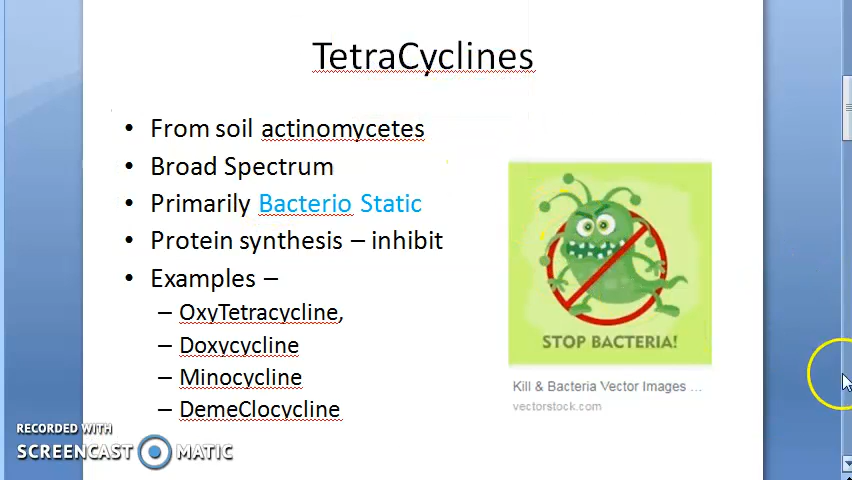 TetraCyclines
• From soil actinomycetes
• Broad Spectrum
• Primarily Bacterio Static
• Protein synthesis – inhibit
• Examples –
– OxyTetracycline,
– Doxycycline
– Minocycline
– DemeClocycline
STOP BACTERIA!
Kill & Bacteria Vector Images ...
vectorstock.com
RECORDED WITH
SCREENCAST MATIC